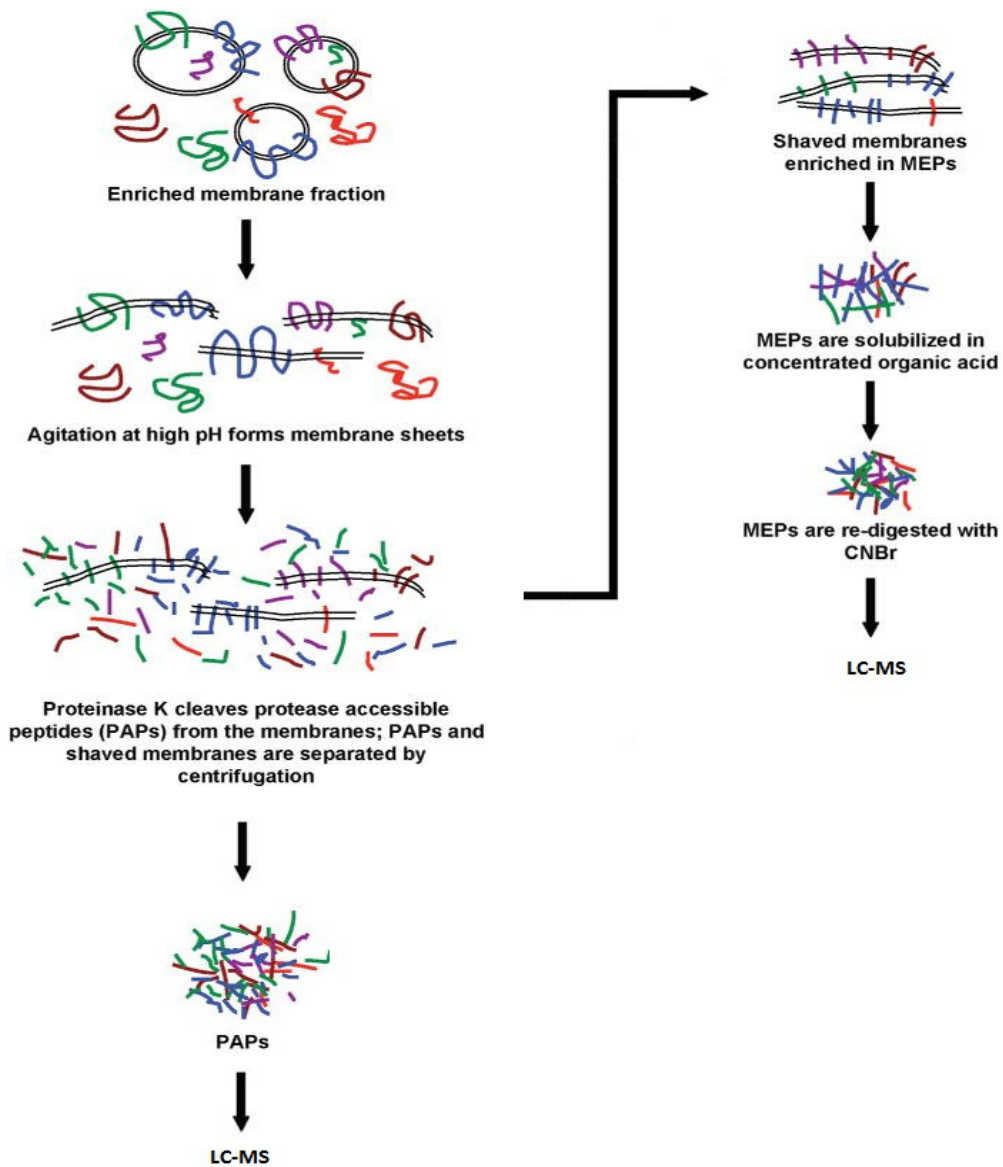 Enriched membrane fraction
Agitation at high pH forms membrane sheets
Proteinase K cleaves protease accessible
peptides (PAPs) from the membranes; PAPs and
shaved membranes are separated by
centrifugation
PAPs
LC-MS
Shaved membranes
enriched in MEPs
MEPs are solubilized in
concentrated organic acid
MEPs are re-digested with
CNBr
LC-MS